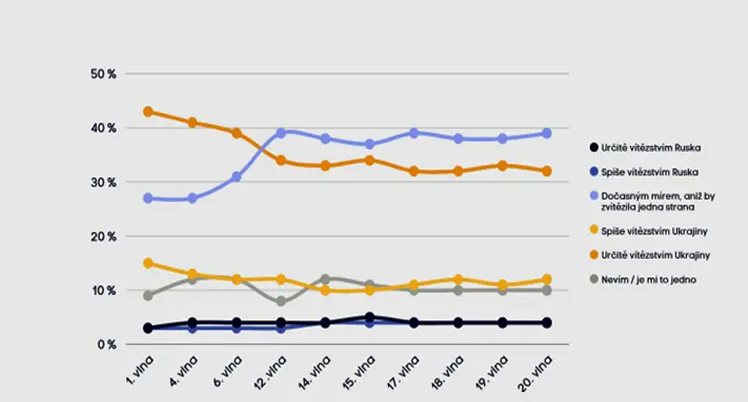 50 %
40 %
30 %
20 %
10 %
0 %
1. vlna
4. vlna
6. vlna
12. vlna
14. vlna
15. vlna
17. vlna
18. vlna
19. vlna
20. vlna
Určitě vítězstvím Ruska
Spíše vítězstvím Ruska
Dočasným mírem, aniž by
zvítězila jedna strana
Spíše vítězstvím Ukrajiny
Určitě vítězstvím Ukrajiny
Nevím / je mi to jedno